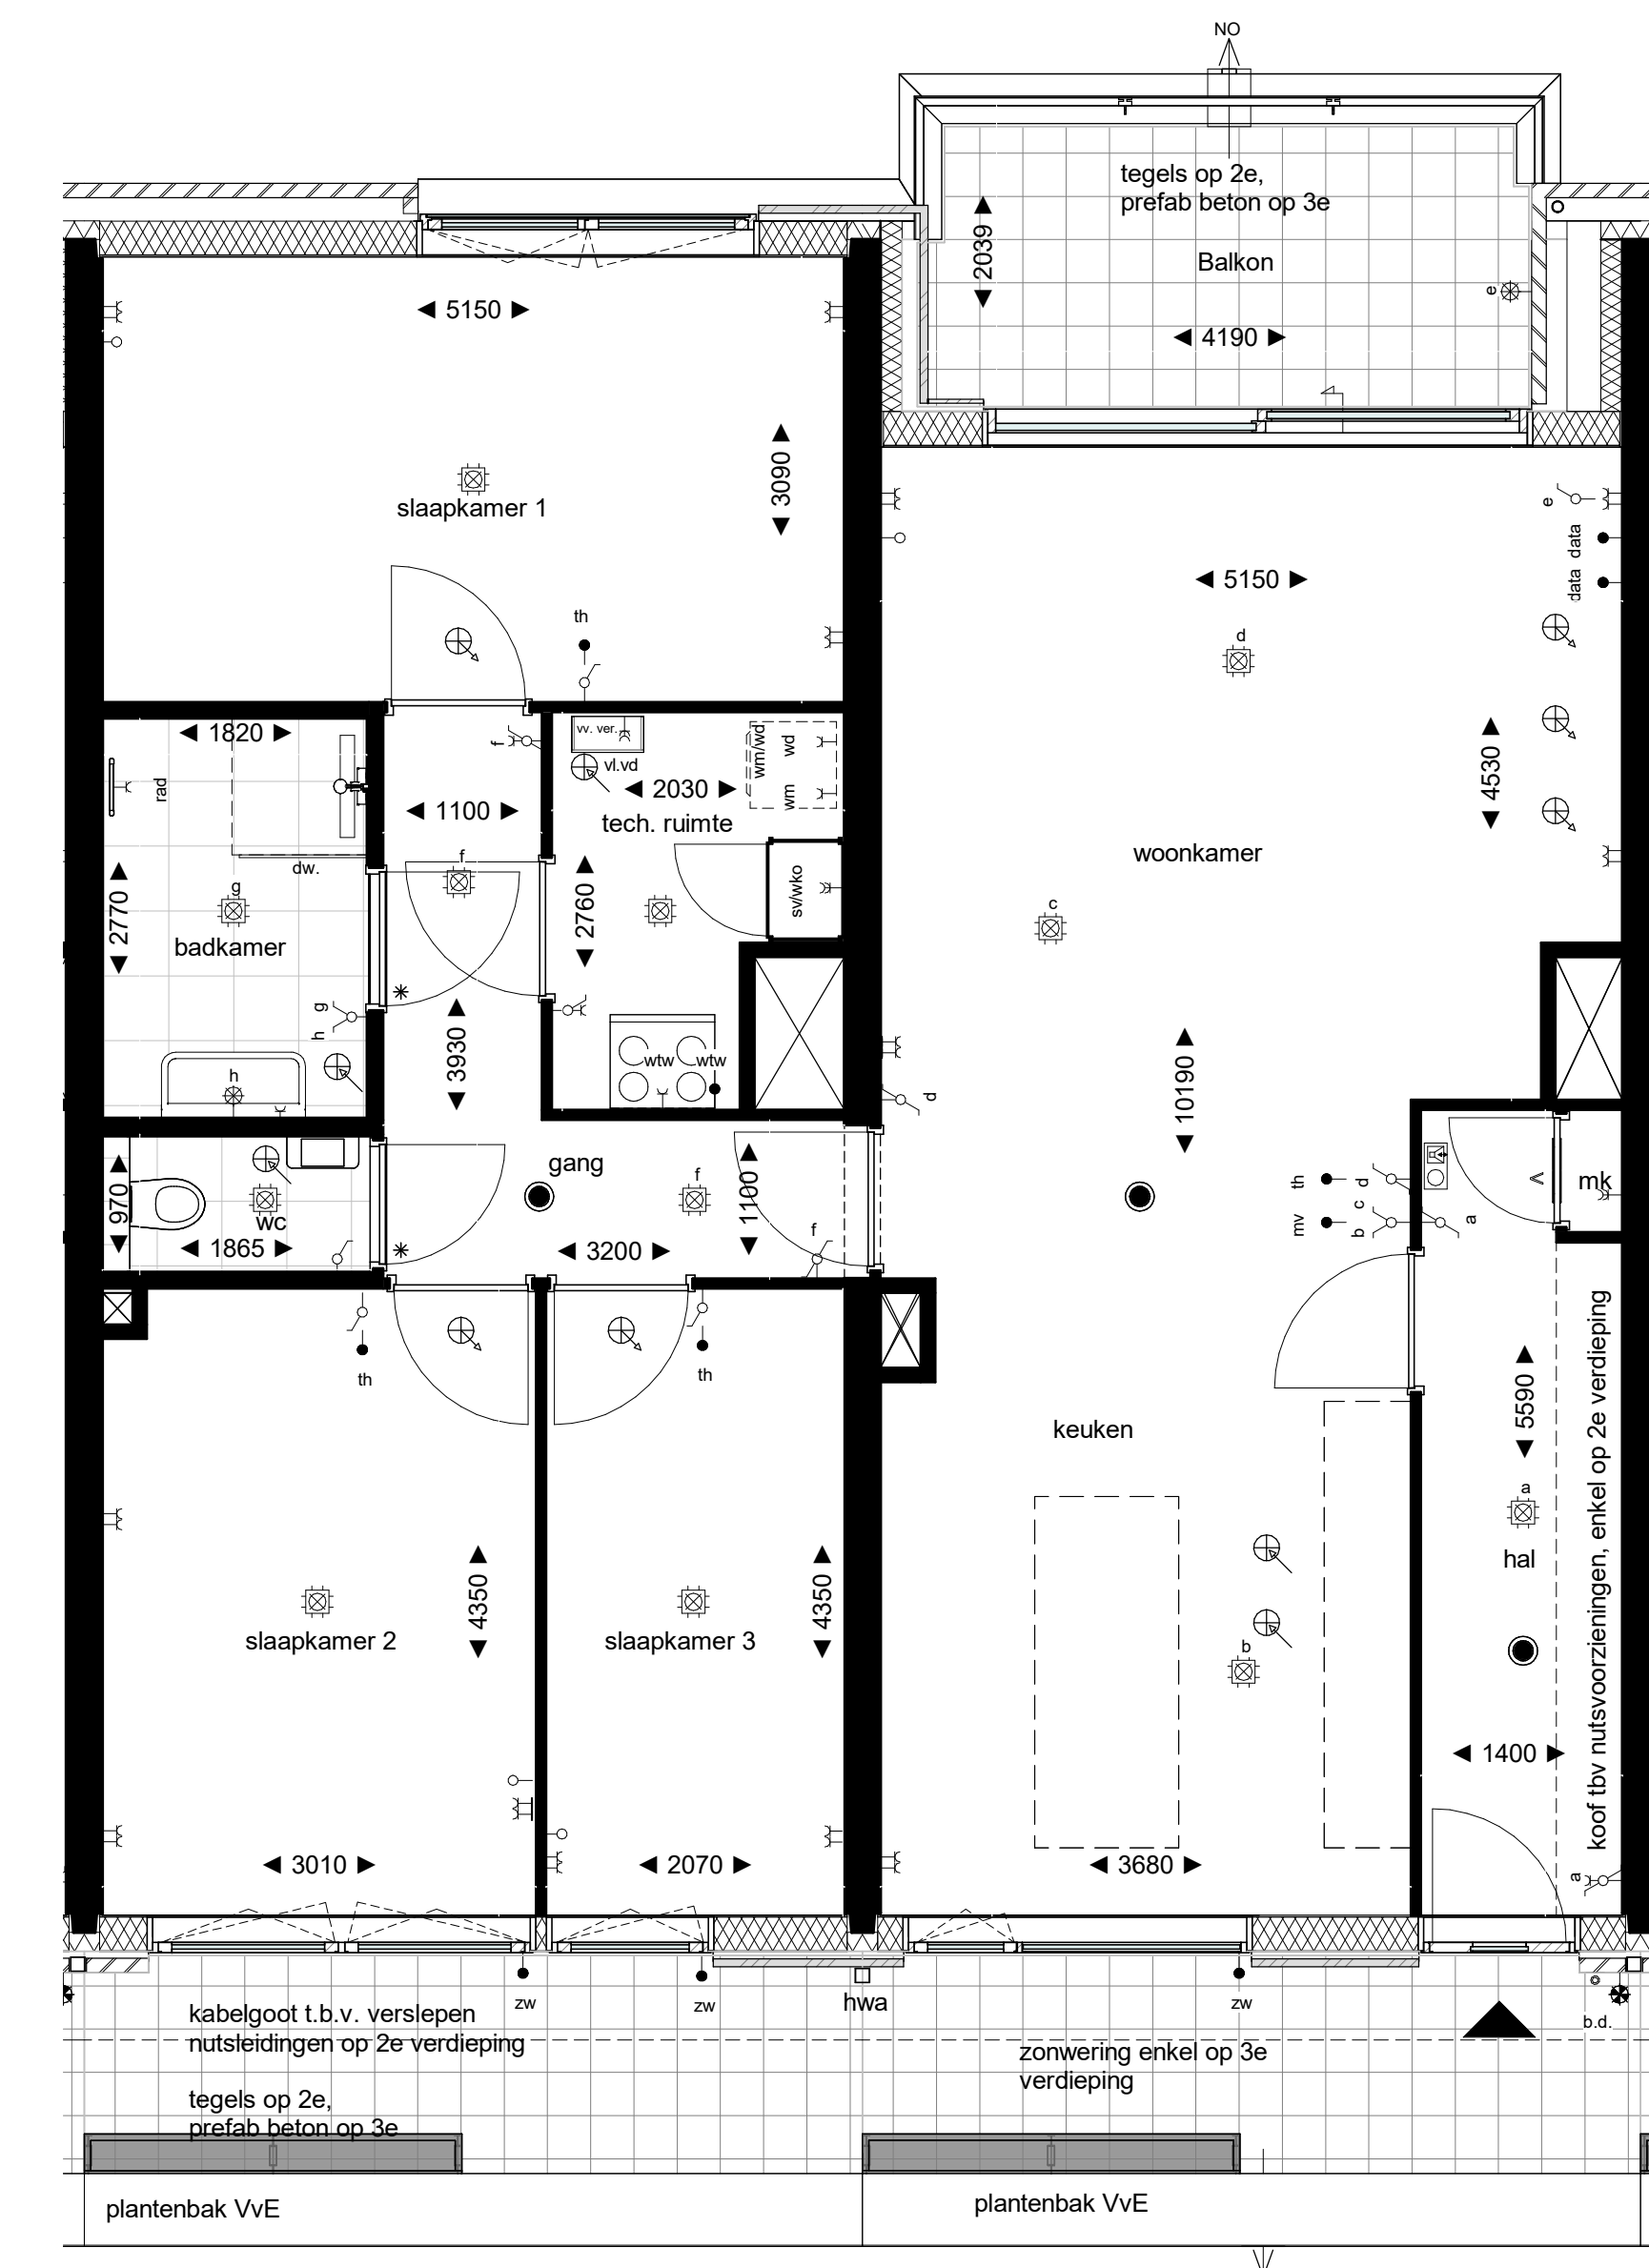 NO
tegels op 2e,
prefab beton op 3e
2039
Balkon
e
4190
5150
3090
slaapkamer 1
th
e
data data
5150
d
4530
woonkamer
c
1820
rad
dw.
g
2770
badkamer
g
h
h
f
1100
f
3930
vv. ver.
vl.vd
2030
tech. ruimte
wm/wd
wd
wm
2760
sv/wko
wtw
wtw
d
10190
970
wc
1865
gang
f
1100
f
3200
th
mv
d
c
b
a
mk
V
th
th
keuken
5590
koof tbv nutsvoorzieningen, enkel op 2e verdieping
a
hal
4350
4350
slaapkamer 2
slaapkamer 3
b
1400
3010
2070
3680
a
zw
zw
hwa
zw
b.d.
kabelgoot t.b.v. verslepen
nutsleidingen op 2e verdieping
zonwering enkel op 3e
verdieping
tegels op 2e,
prefab beton op 3e
plantenbak VvE
plantenbak VvE